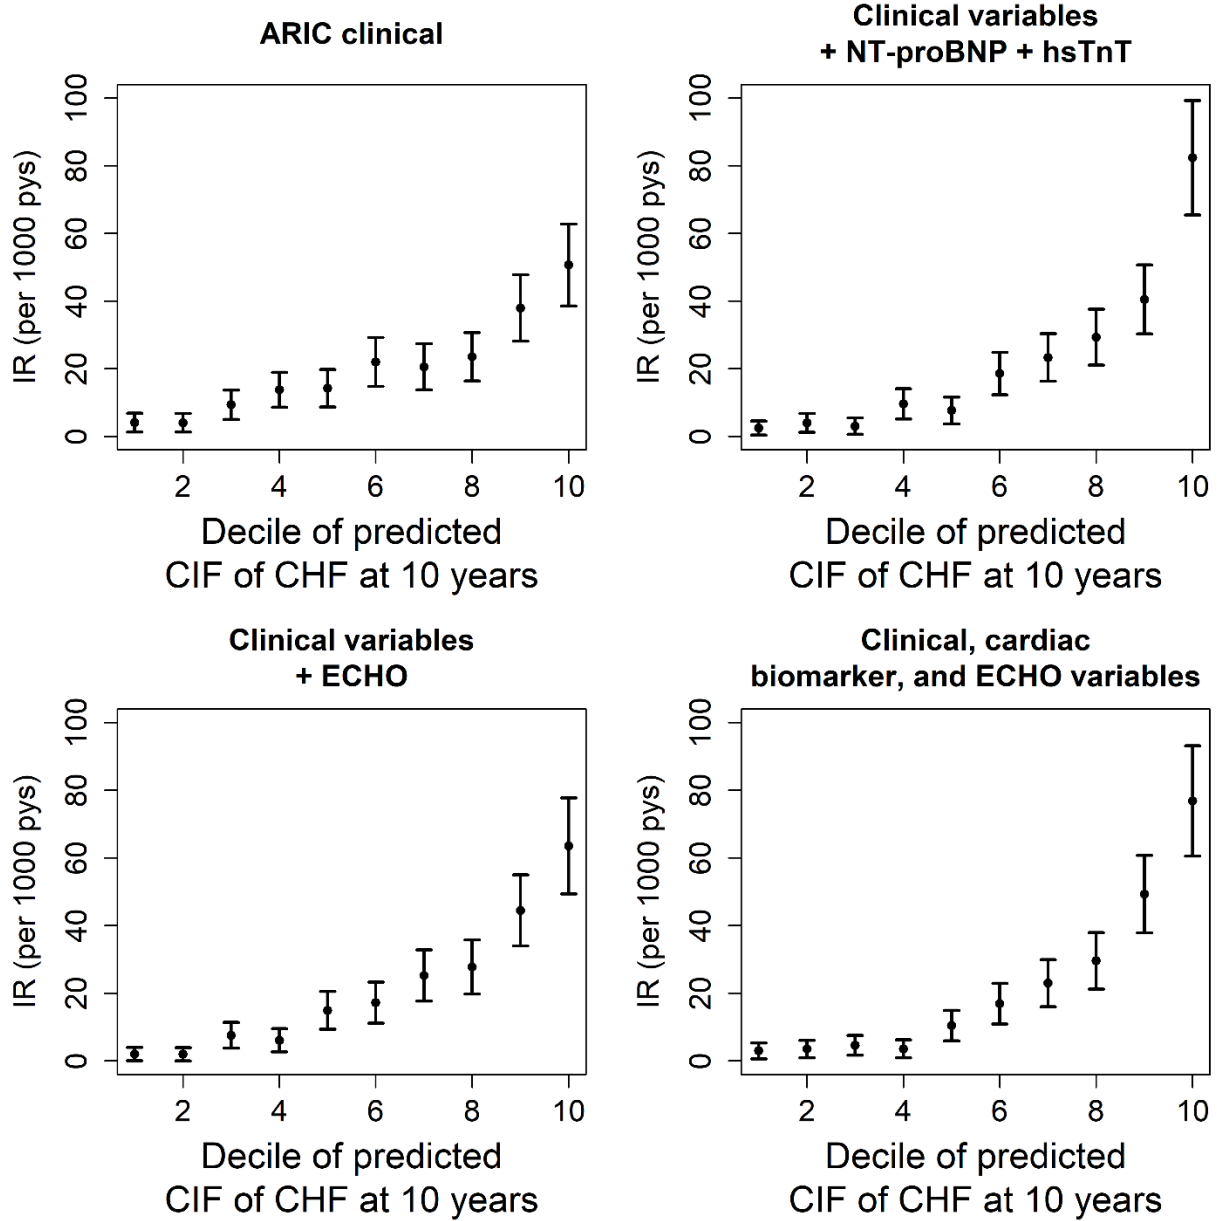 ARIC clinical
IR (per 1000 pys)
100
80
60
40
20
0
2 4 6 8 10
Decile of predicted
CIF of CHF at 10 years
Clinical variables
+ NT-proBNP + hsTnT
IR (per 1000 pys)
100
80
60
40
20
0
2 4 6 8 10
Decile of predicted
CIF of CHF at 10 years
Clinical variables
+ ECHO
IR (per 1000 pys)
100
80
60
40
20
0
2 4 6 8 10
Decile of predicted
CIF of CHF at 10 years
Clinical, cardiac
biomarker, and ECHO variables
IR (per 1000 pys)
100
80
60
40
20
0
2 4 6 8 10
Decile of predicted
CIF of CHF at 10 years